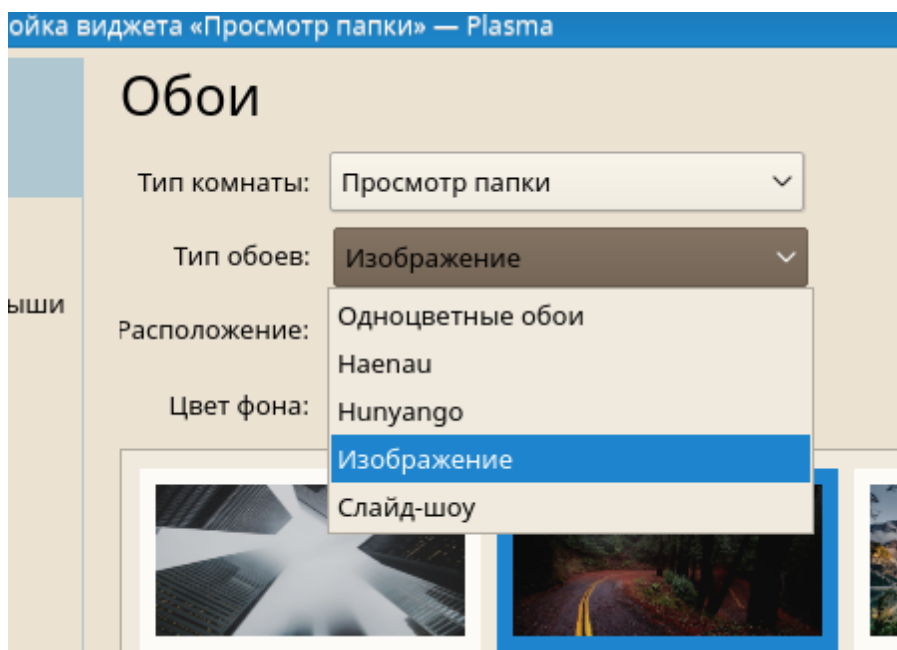 ойка виджета «Просмотр папки» — Plasma
Обои
Тип комнаты: Просмотр папки
Тип обоев: Изображение
ыши
Расположение:
Цвет фона:
Одноцветные обои
Haenau
Hunyango
Изображение
Слайд-шоу